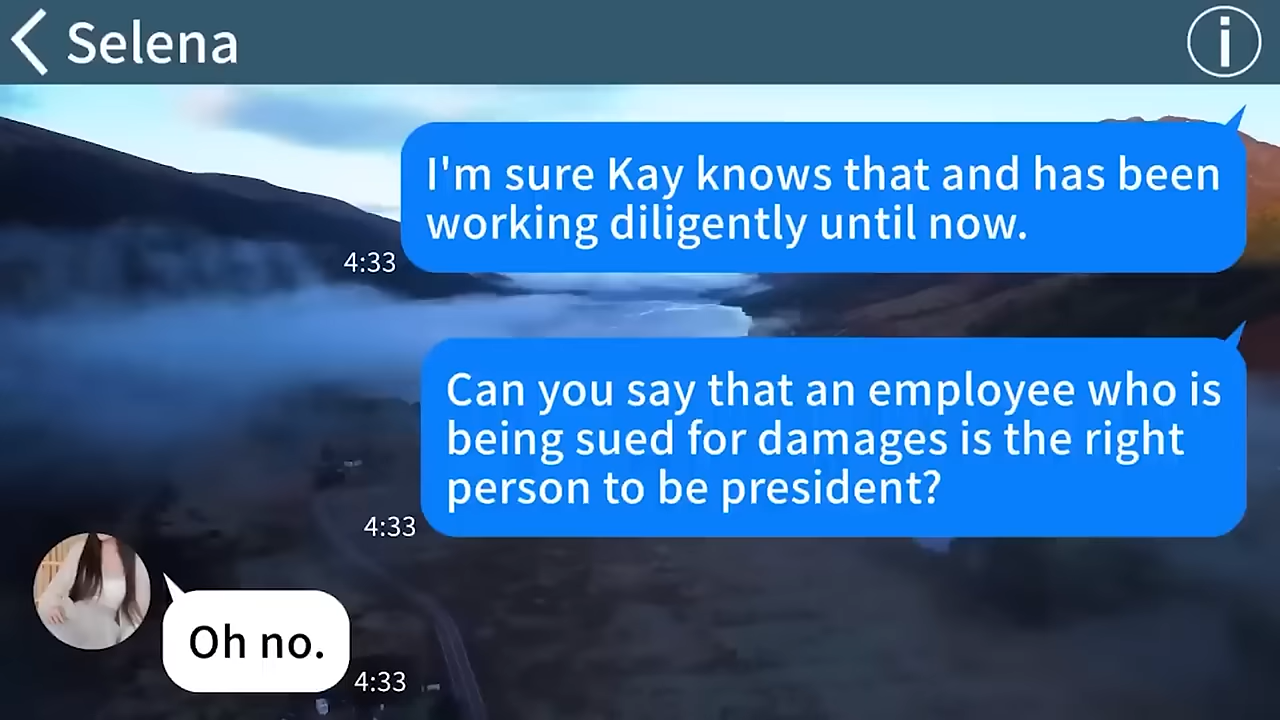 Selena
I'm sure Kay knows that and has been
working diligently until now.
4:33
Can you say that an employee who is
being sued for damages is the right
person to be president?
4:33
Oh no.
4:33